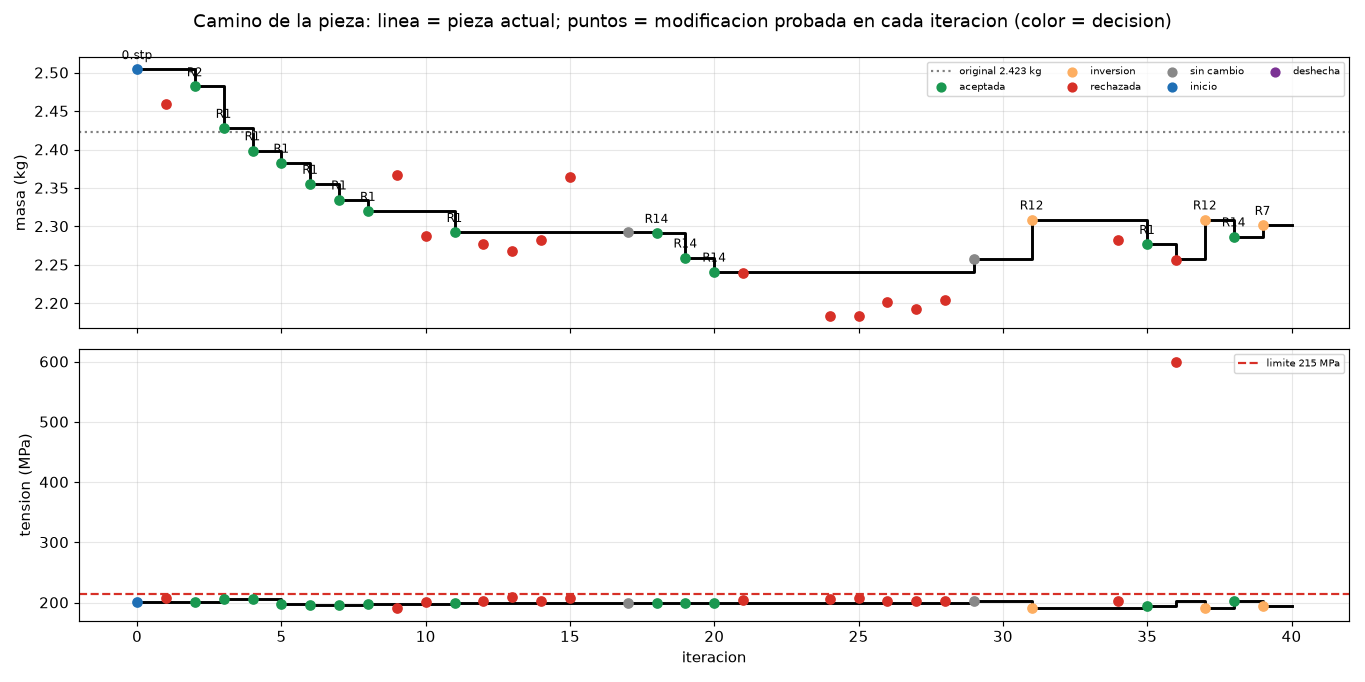 Camino de la pieza: linea = pieza actual; puntos = modificacion probada en cada iteracion (color = decision)
0.stp
R2
R1
R1
R1
R1
R1
R1
R1
R14
R14
R14
R12
R1
R12
R14
R7
original 2.423 kg
aceptada
inversion
rechazada
sin cambio
inicio
deshecha
2.50
2.45
2.40
2.35
2.30
2.25
2.20
masa (kg)
limite 215 MPa
600
500
400
300
200
tension (MPa)
0 5 10 15 20 25 30 35 40
iteracion